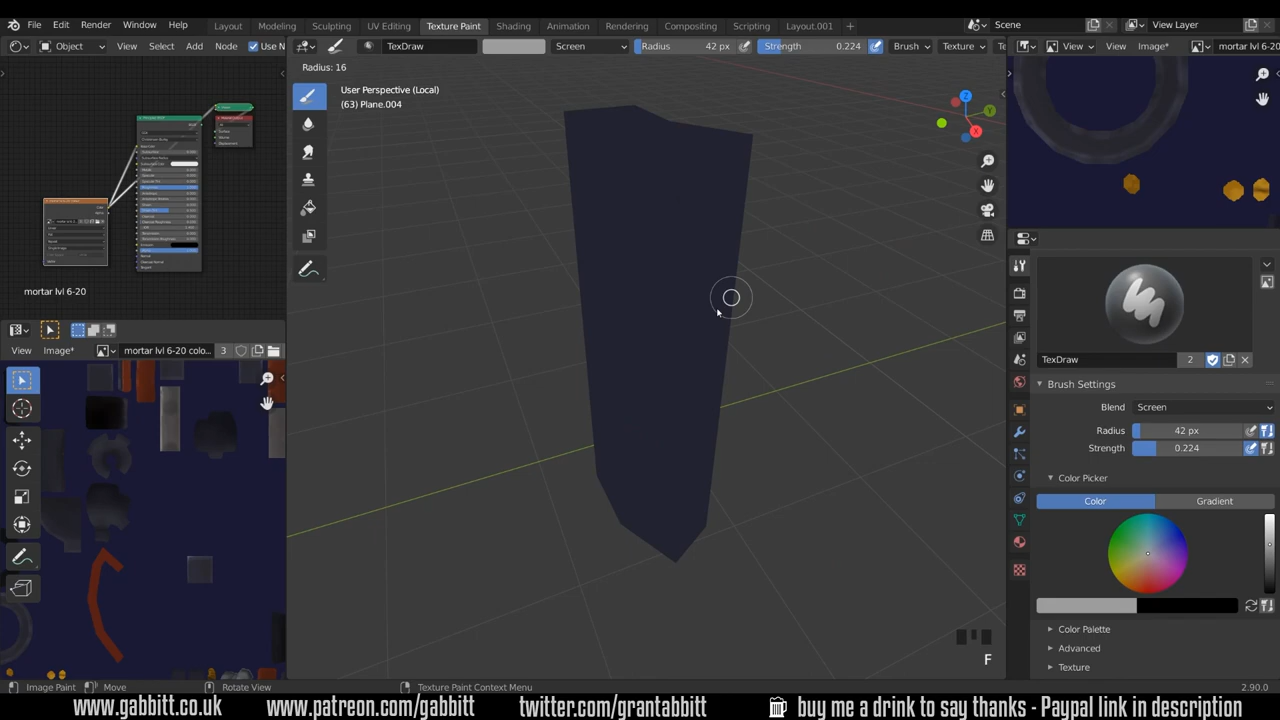 File Edit Render Window Help Layout Modeling Sculpting UV Editing Texture Paint Shading Animation Rendering Compositing Scripting Layout.001 + Scene View Layer
Object View Select Add Node Use N TexDraw Screen Radius 42 px Strength 0.224 Brush Texture Te View View Image* mortar lvl 6-20
Radius: 16
User Perspective (Local)
(63) Plane.004
mortar lvl 6-20
View Image* mortar lvl 6-20 colo... 3
TexDraw 2
Brush Settings
Blend Screen
Radius 42 px
Strength 0.224
Color Picker
Color Gradient
Color Palette
Advanced
Texture
F
Z
Y
X
Image Paint Move Rotate View Texture Paint Context Menu 2.90.0
www.gabbitt.co.uk www.patreon.com/gabbitt twitter.com/grantabbitt buy me a drink to say thanks - Paypal link in description